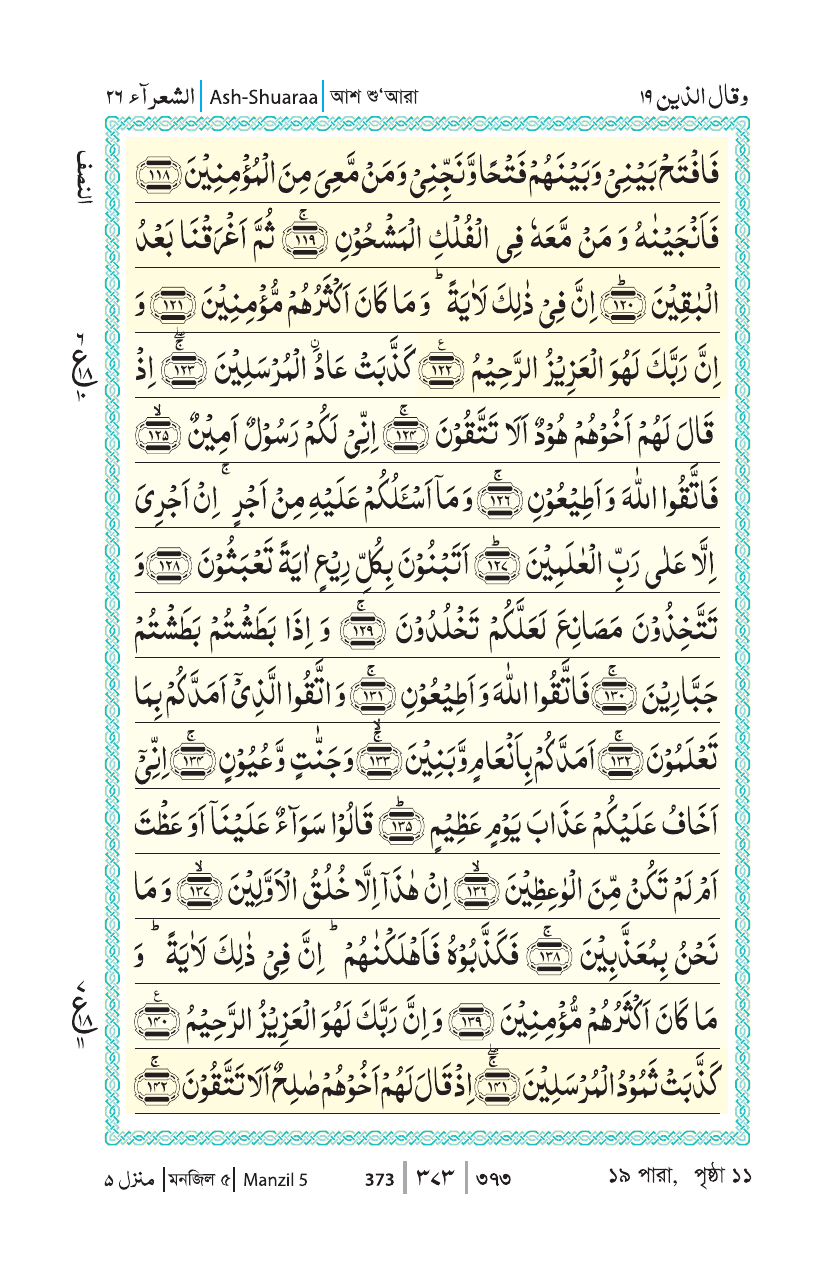 وقال الذين ١٩
الشعرآء ٢٦ | Ash-Shuaraa | আশ শু‘আরা
النصف
فَافْتَحْ بَيْنِيْ وَبَيْنَهُمْ فَتْحًا وَّنَجِّنِيْ وَمَنْ مَّعِيَ مِنَ الْمُؤْمِنِيْنَ ﴿١١٨﴾
فَاَنْجَيْنٰهُ وَ مَنْ مَّعَهٗ فِي الْفُلْكِ الْمَشْحُوْنِ ۚ﴿١١٩﴾ ثُمَّ اَغْرَقْنَا بَعْدُ
الْبٰقِيْنَ ؕ﴿١٢٠﴾ اِنَّ فِيْ ذٰلِكَ لَاٰيَةً ؕ وَ مَا كَانَ اَكْثَرُهُمْ مُّؤْمِنِيْنَ ﴿١٢١﴾ وَ
اِنَّ رَبَّكَ لَهُوَ الْعَزِيْزُ الرَّحِيْمُ ﴿١٢٢﴾ كَذَّبَتْ عَادُ ۨالْمُرْسَلِيْنَ ۚۖ﴿١٢٣﴾ اِذْ
٦ ع ١٨ ١٠
قَالَ لَهُمْ اَخُوْهُمْ هُوْدٌ اَلَا تَتَّقُوْنَ ۚ﴿١٢٤﴾ اِنِّيْ لَكُمْ رَسُوْلٌ اَمِيْنٌ ۙ﴿١٢٥﴾
فَاتَّقُوا اللّٰهَ وَ اَطِيْعُوْنِ ۚ﴿١٢٦﴾ وَ مَاۤ اَسْـَٔلُكُمْ عَلَيْهِ مِنْ اَجْرٍ ۚ اِنْ اَجْرِيَ
اِلَّا عَلٰى رَبِّ الْعٰلَمِيْنَ ؕ﴿١٢٧﴾ اَتَبْنُوْنَ بِكُلِّ رِيْعٍ اٰيَةً تَعْبَثُوْنَ ﴿١٢٨﴾ وَ
تَتَّخِذُوْنَ مَصَانِعَ لَعَلَّكُمْ تَخْلُدُوْنَ ۚ﴿١٢٩﴾ وَ اِذَا بَطَشْتُمْ بَطَشْتُمْ
جَبَّارِيْنَ ۚ﴿١٣٠﴾ فَاتَّقُوا اللّٰهَ وَ اَطِيْعُوْنِ ۚ﴿١٣١﴾ وَ اتَّقُوا الَّذِيْۤ اَمَدَّكُمْ بِمَا
تَعْلَمُوْنَ ۚ﴿١٣٢﴾ اَمَدَّكُمْ بِاَنْعَامٍ وَّبَنِيْنَ ۚۙ﴿١٣٣﴾ وَ جَنّٰتٍ وَّ عُيُوْنٍ ۚ﴿١٣٤﴾ اِنِّيْۤ
اَخَافُ عَلَيْكُمْ عَذَابَ يَوْمٍ عَظِيْمٍ ؕ﴿١٣٥﴾ قَالُوْا سَوَآءٌ عَلَيْنَاۤ اَوَ عَظْتَ
اَمْ لَمْ تَكُنْ مِّنَ الْوٰعِظِيْنَ ۙ﴿١٣٦﴾ اِنْ هٰذَاۤ اِلَّا خُلُقُ الْاَوَّلِيْنَ ۙ﴿١٣٧﴾ وَ مَا
نَحْنُ بِمُعَذَّبِيْنَ ۚ﴿١٣٨﴾ فَكَذَّبُوْهُ فَاَهْلَكْنٰهُمْ ؕ اِنَّ فِيْ ذٰلِكَ لَاٰيَةً ؕ وَ
مَا كَانَ اَكْثَرُهُمْ مُّؤْمِنِيْنَ ﴿١٣٩﴾ وَ اِنَّ رَبَّكَ لَهُوَ الْعَزِيْزُ الرَّحِيْمُ ﴿١٤٠﴾
٧ ع ١٨ ١١
كَذَّبَتْ ثَمُوْدُ الْمُرْسَلِيْنَ ۚۖ﴿١٤١﴾ اِذْ قَالَ لَهُمْ اَخُوْهُمْ صٰلِحٌ اَلَا تَتَّقُوْنَ ۚ﴿١٤٢﴾
منزل ۵ | মনজিল ৫ | Manzil 5
373 | ٣٧٣ | ৩৭৩
১৯ পারা, পৃষ্ঠা ১১